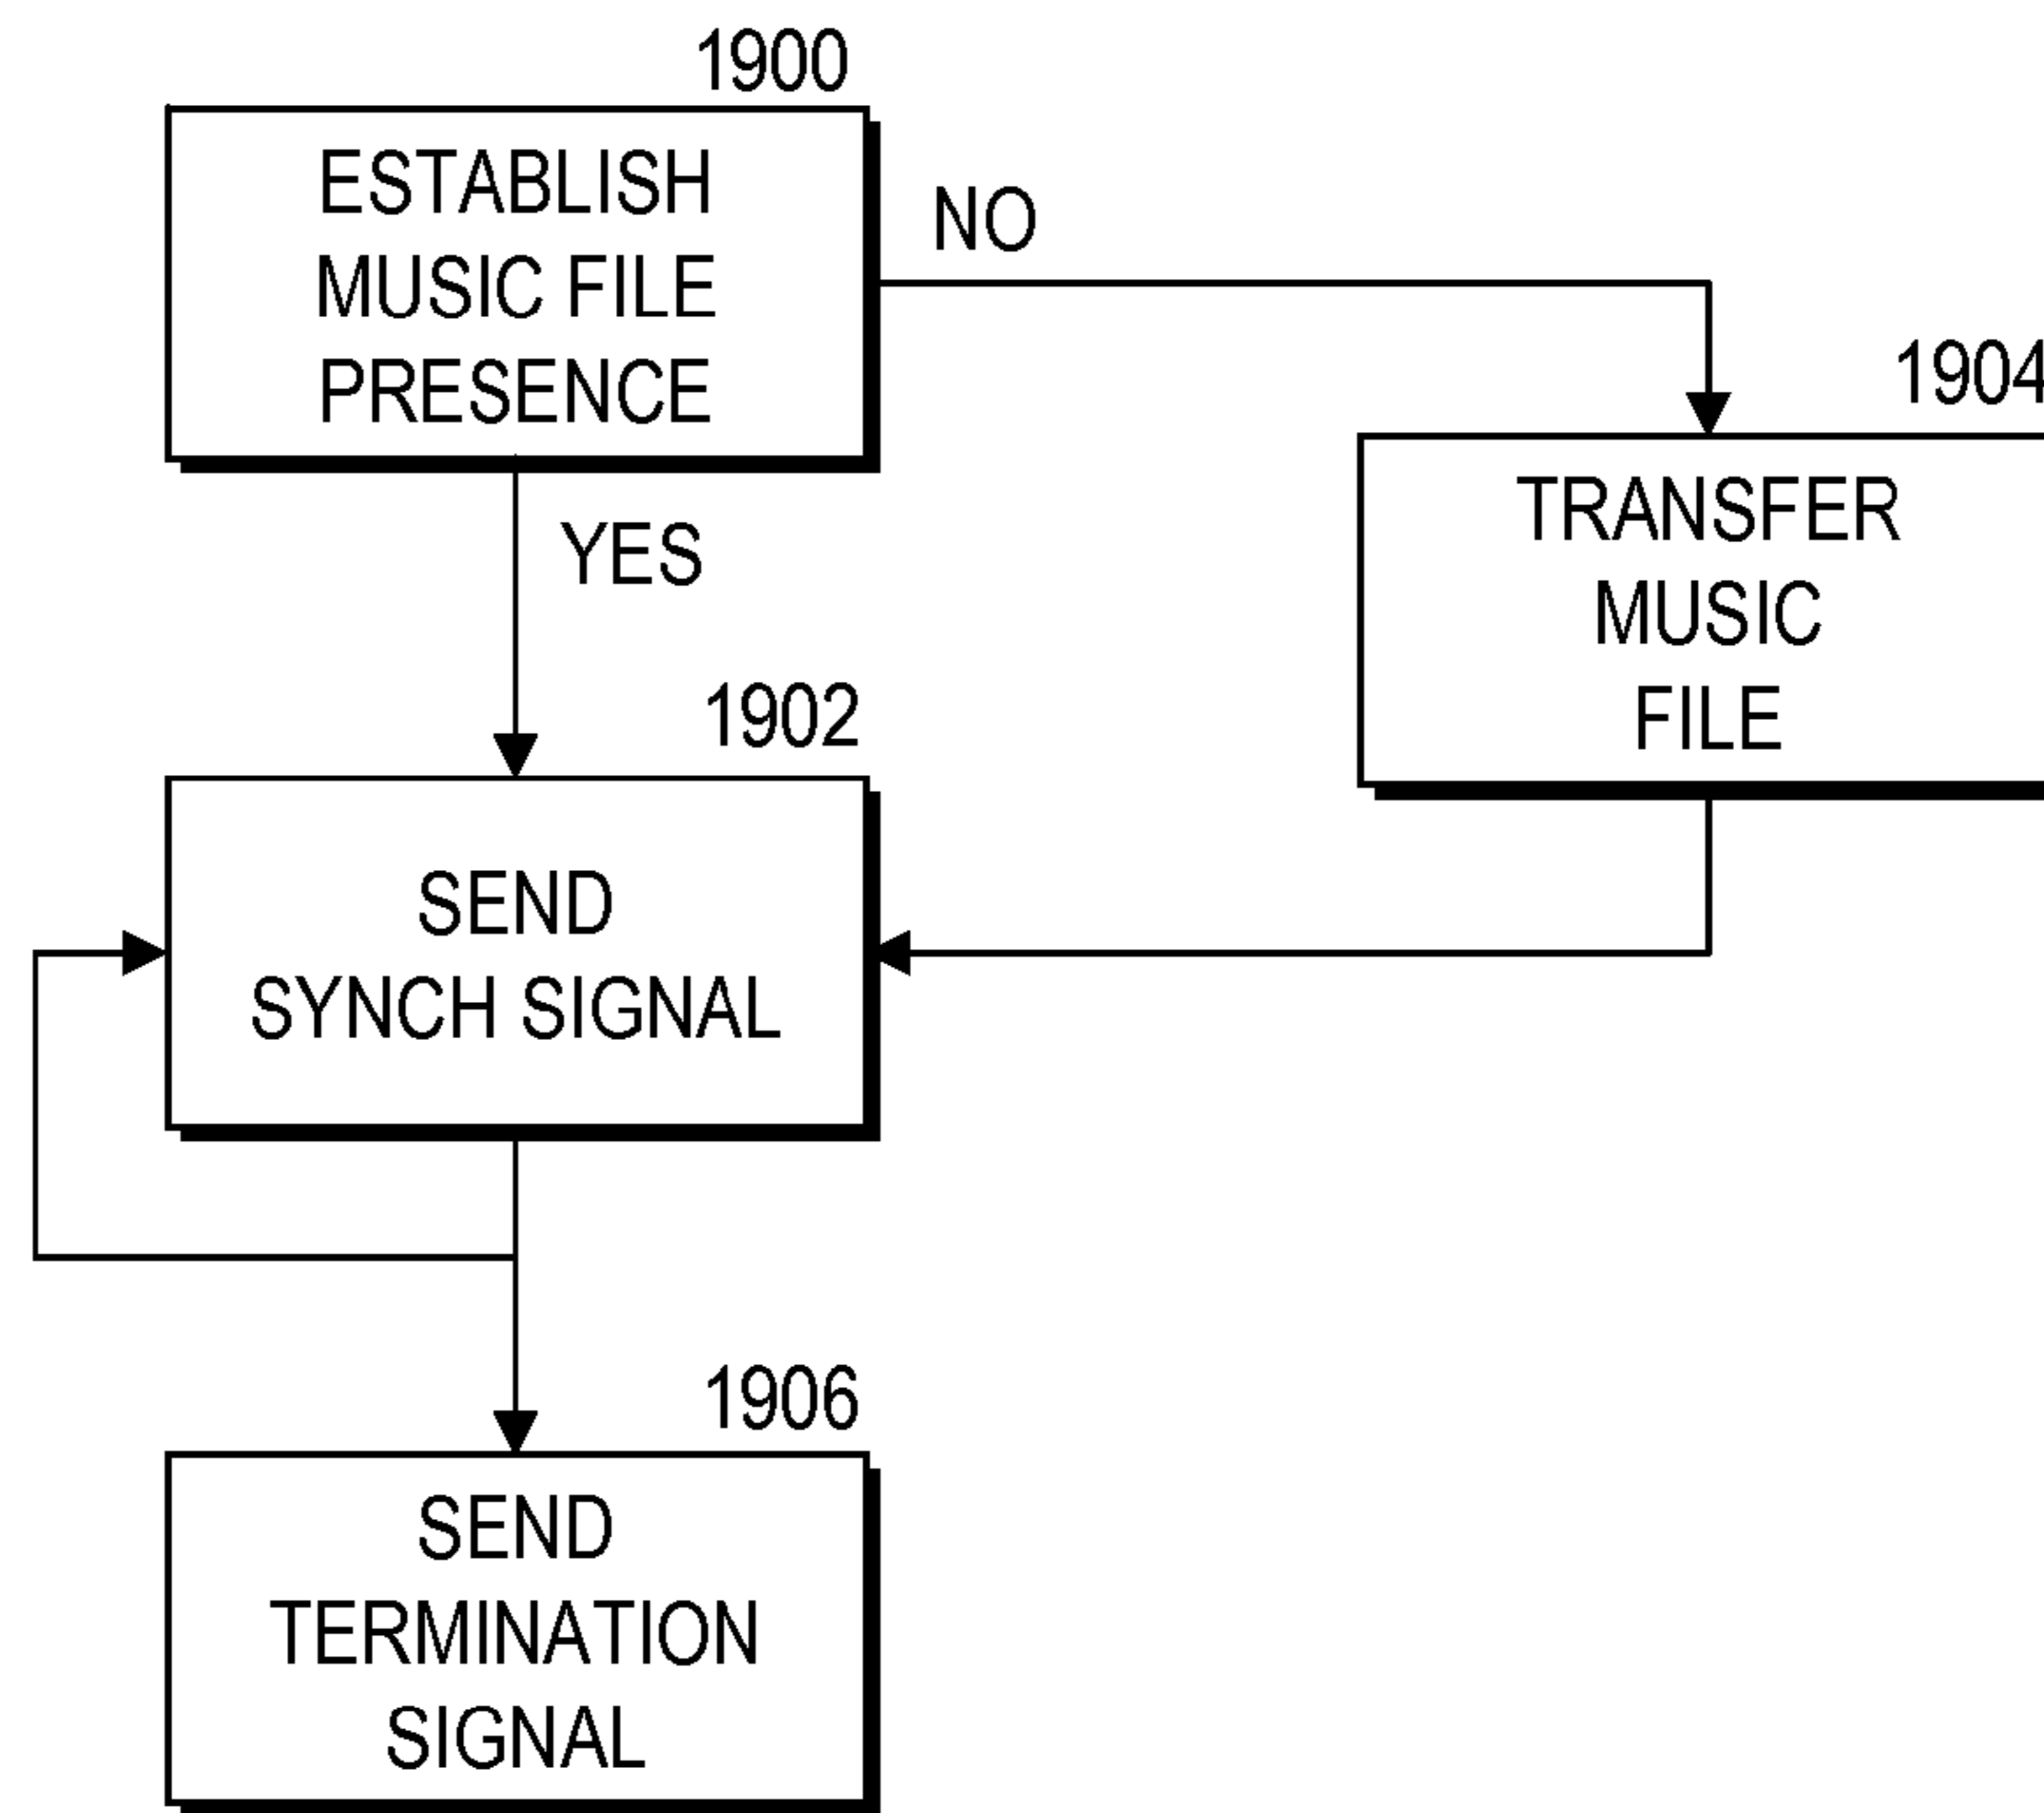 1900
ESTABLISH
MUSIC FILE
PRESENCE
NO
1904
TRANSFER
MUSIC
FILE
YES
1902
SEND
SYNCH SIGNAL
1906
SEND
TERMINATION
SIGNAL